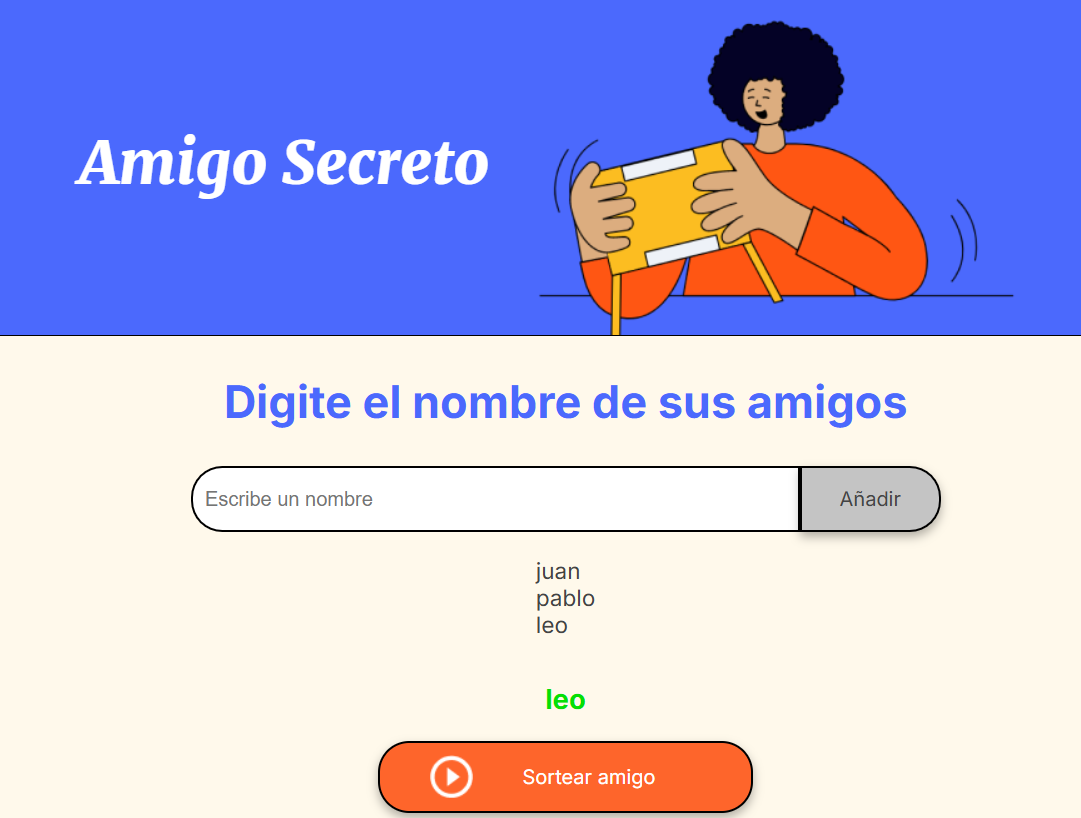 Amigo Secreto
Digite el nombre de sus amigos
Escribe un nombre
Añadir
juan
pablo
leo
leo
Sortear amigo